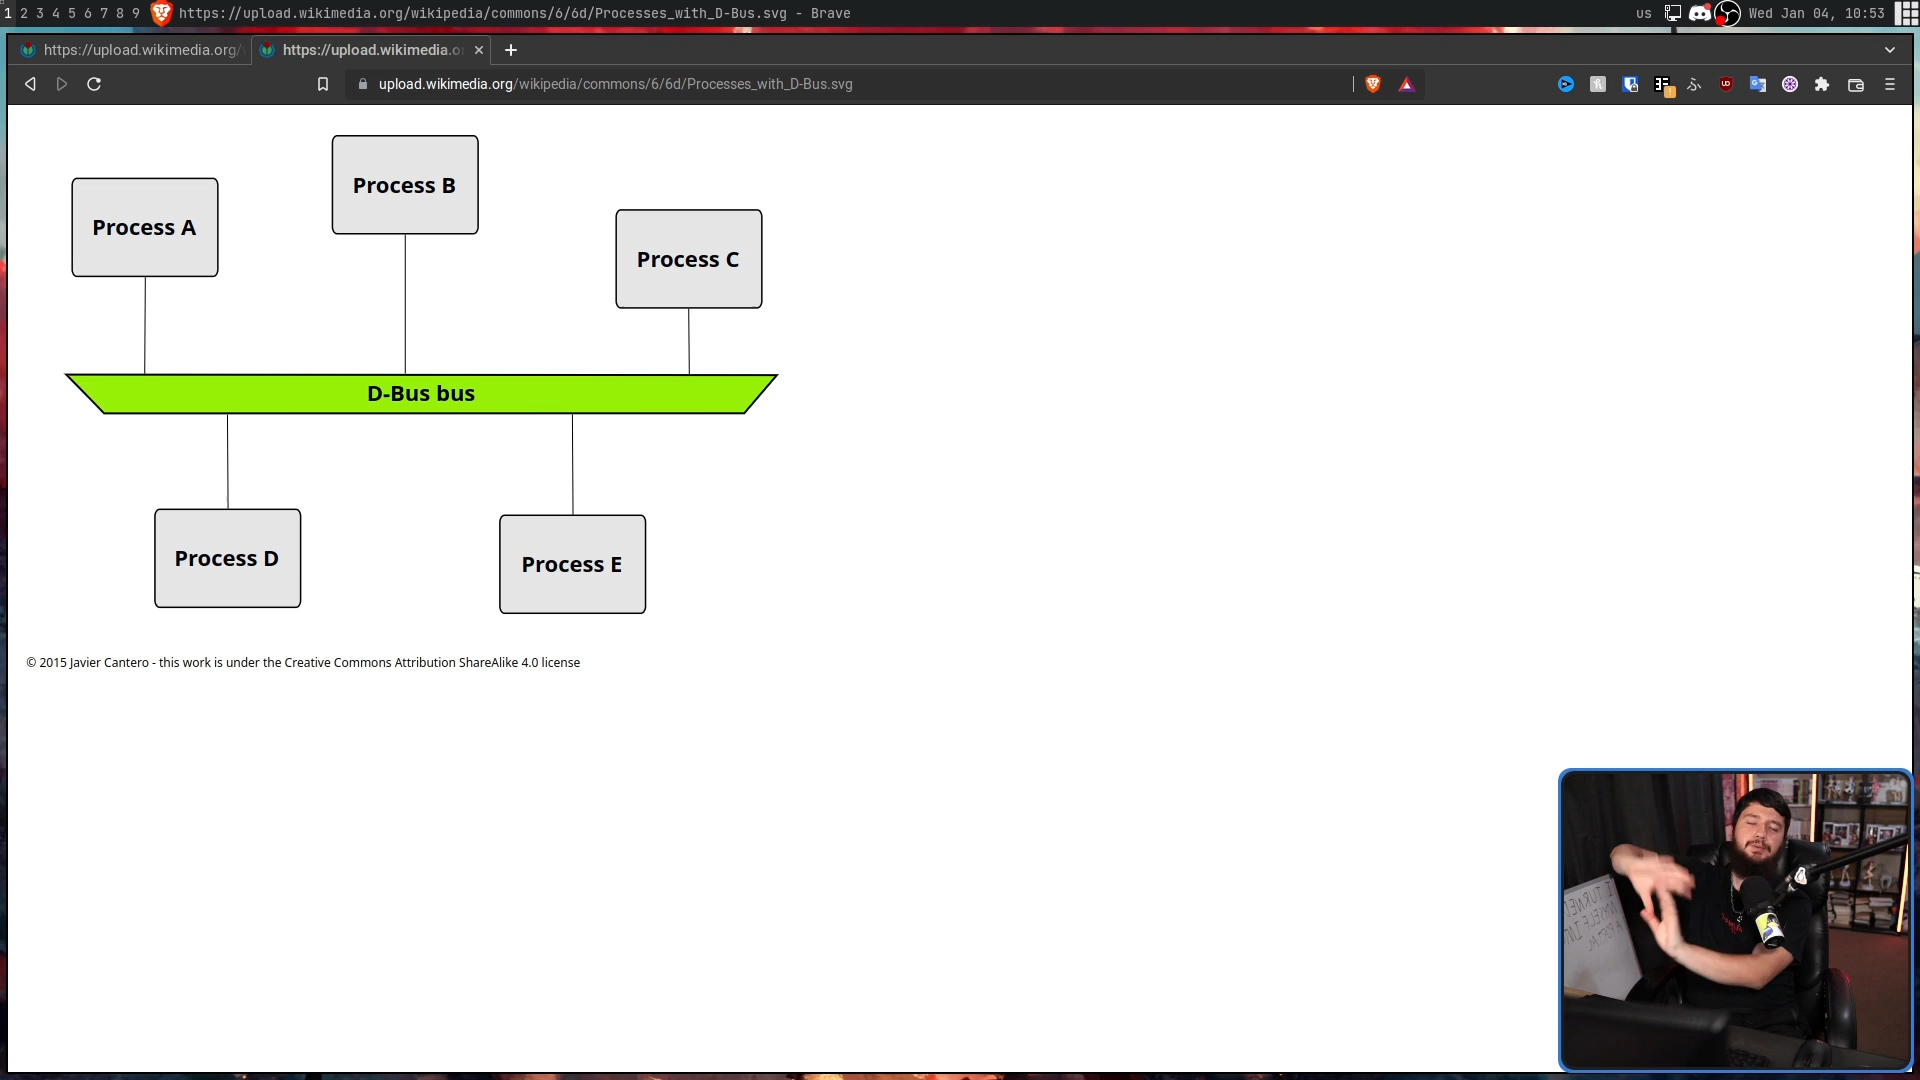 1 2 3 4 5 6 7 8 9 https://upload.wikimedia.org/wikipedia/commons/6/6d/Processes_with_D-Bus.svg - Brave us Wed Jan 04, 10:53
https://upload.wikimedia.org/ https://upload.wikimedia.o
upload.wikimedia.org/wikipedia/commons/6/6d/Processes_with_D-Bus.svg
Process B
Process A
Process C
D-Bus bus
Process D
Process E
© 2015 Javier Cantero - this work is under the Creative Commons Attribution ShareAlike 4.0 license